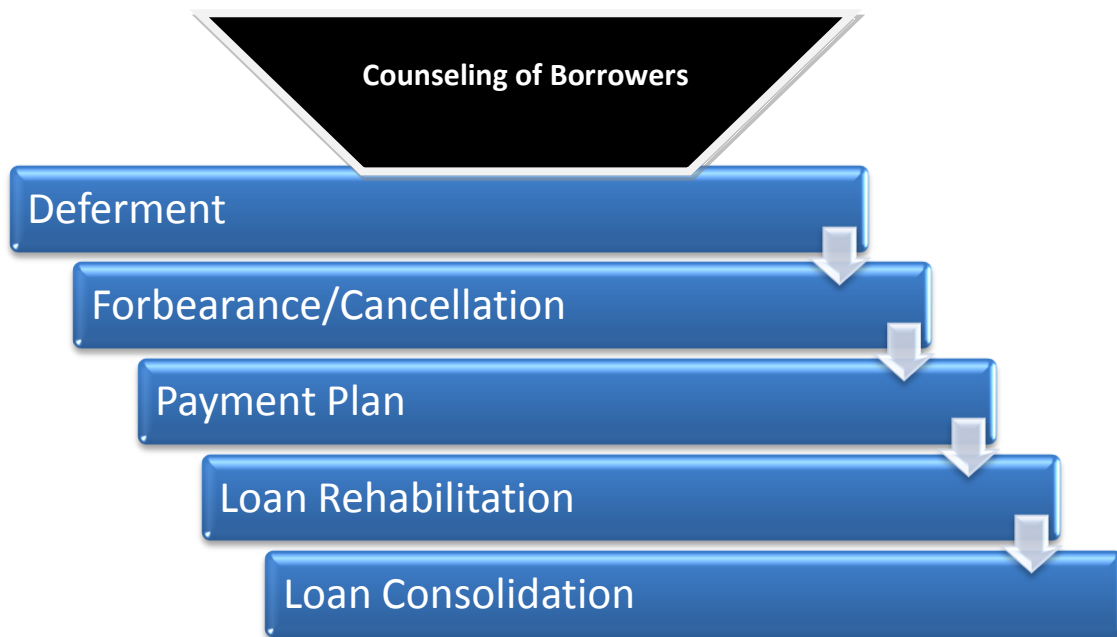 Counseling of Borrowers
Deferment
Forbearance/Cancellation
Payment Plan
Loan Rehabilitation
Loan Consolidation